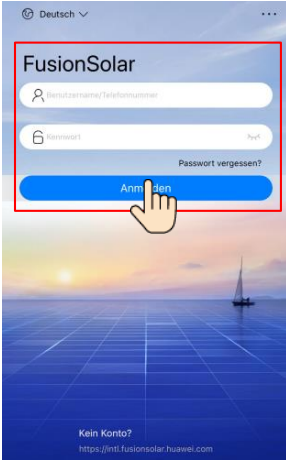 Deutsch
FusionSolar
Benutzername/Telefonnummer
Kennwort
Passwort vergessen?
Anmelden
Kein Konto?
https://intl.fusionsolar.huawei.com